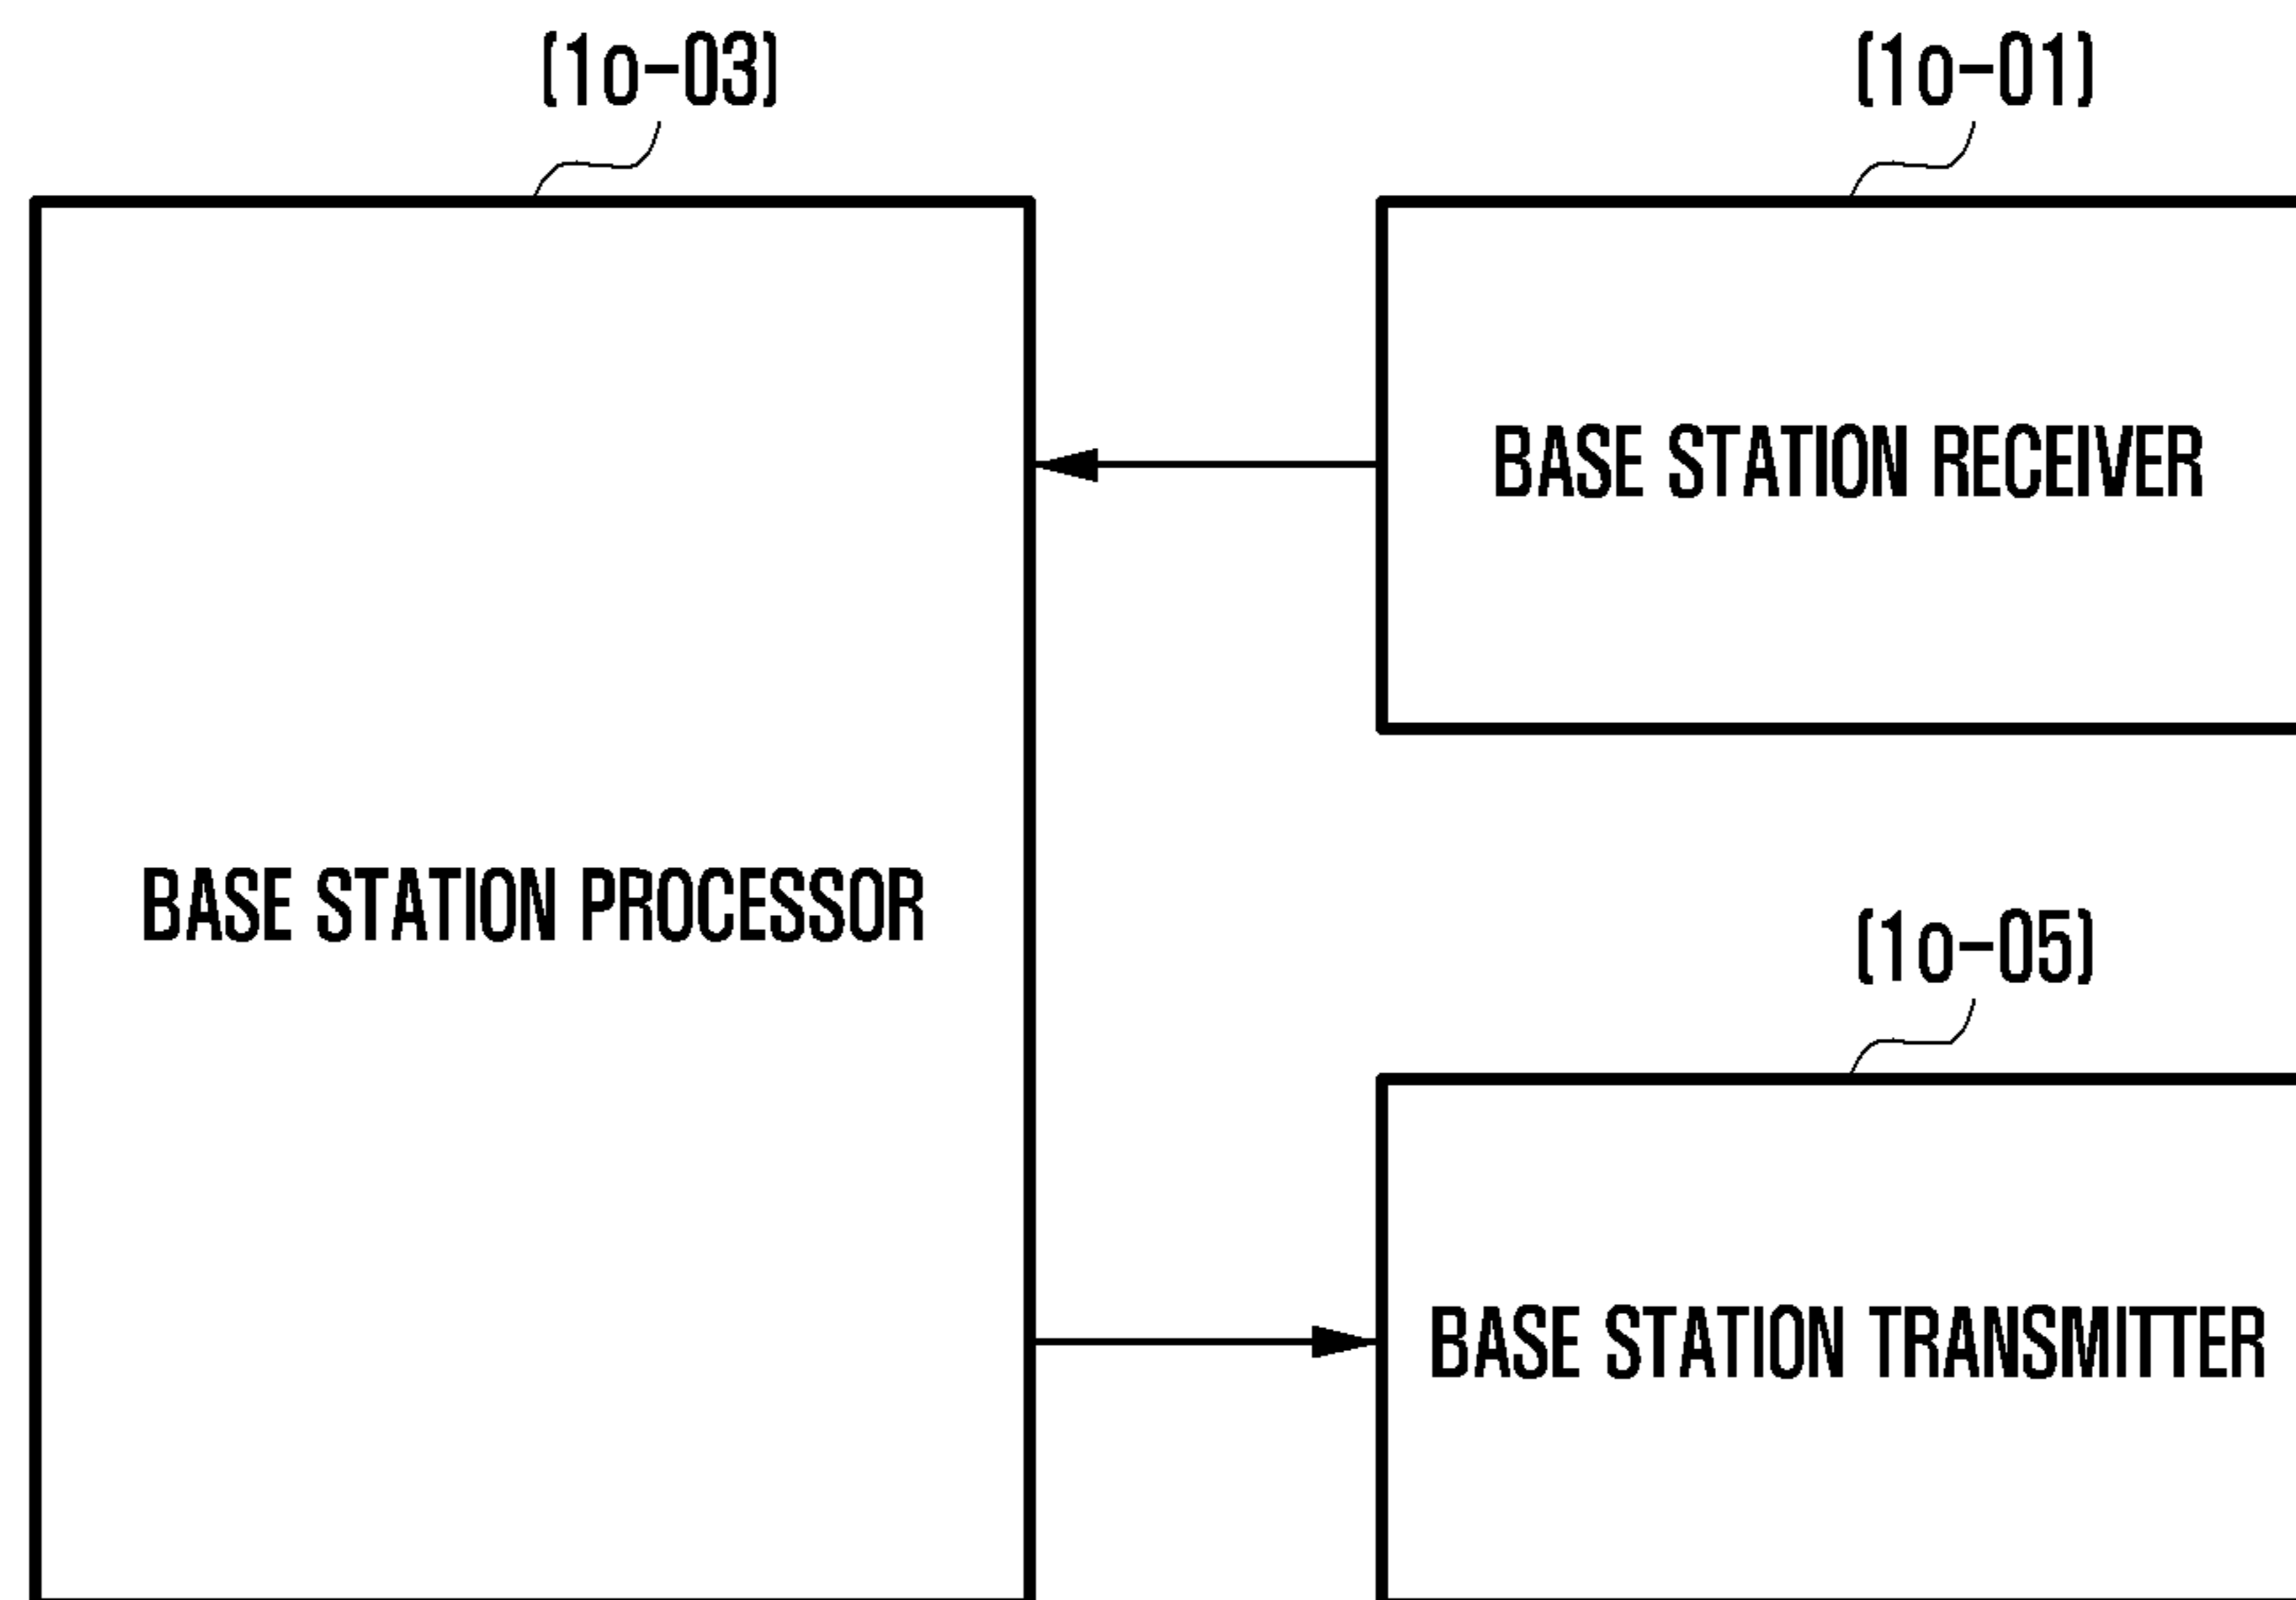 (1o-03)
(1o-01)
BASE STATION RECEIVER
BASE STATION PROCESSOR
(1o-05)
BASE STATION TRANSMITTER